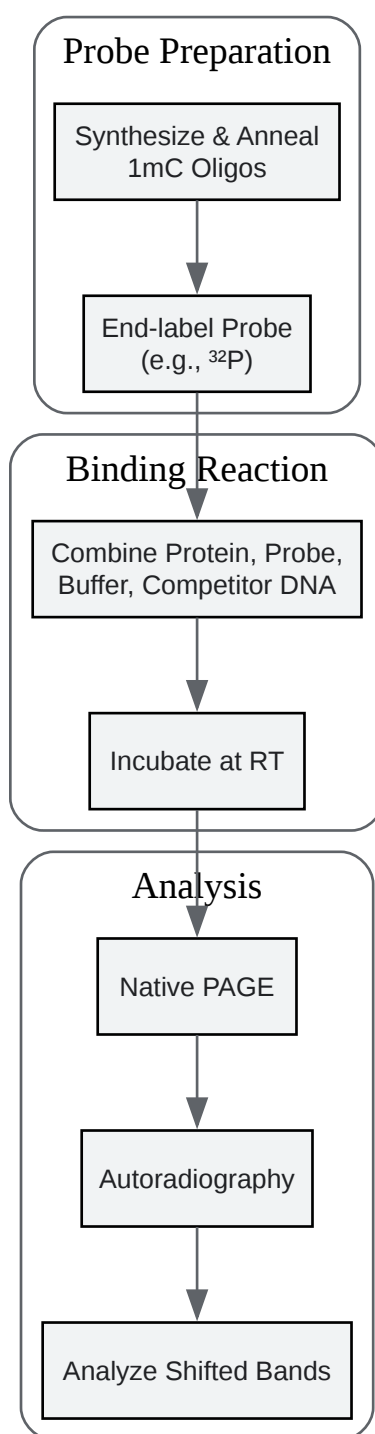 Probe Preparation
Synthesize & Anneal
1mC Oligos
End-label Probe
(e.g., ³²P)
Binding Reaction
Combine Protein, Probe,
Buffer, Competitor DNA
Incubate at RT
Analysis
Native PAGE
Autoradiography
Analyze Shifted Bands